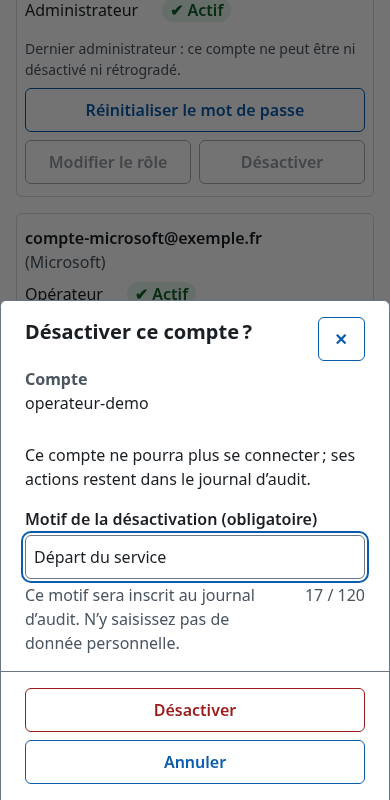 Administrateur ✔ Actif
Dernier administrateur : ce compte ne peut être ni
désactivé ni rétrogradé.
Réinitialiser le mot de passe
Modifier le rôle Désactiver
compte-microsoft@exemple.fr
(Microsoft)
Opérateur ✔ Actif
Désactiver ce compte ? ×
Compte
operateur-demo
Ce compte ne pourra plus se connecter ; ses
actions restent dans le journal d’audit.
Motif de la désactivation (obligatoire)
Départ du service
Ce motif sera inscrit au journal 17 / 120
d’audit. N’y saisissez pas de
donnée personnelle.
Désactiver
Annuler